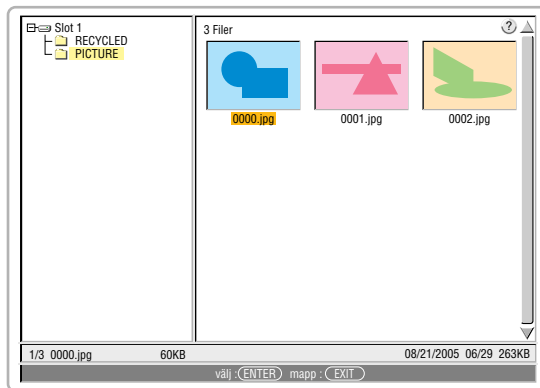 Slot 1
RECYCLED
PICTURE
3 Filer
?
0000.jpg
0001.jpg
0002.jpg
1/3 0000.jpg 60KB 08/21/2005 06/29 263KB
välj :ENTER mapp : EXIT